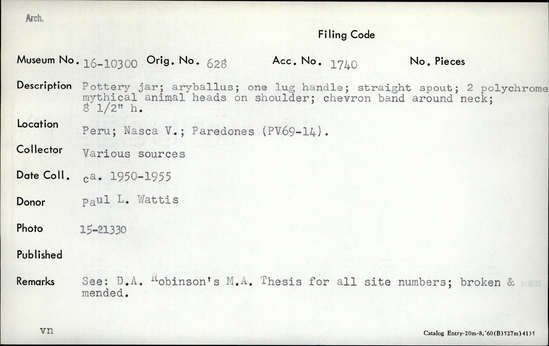 Arch.
Filing Code
Museum No. 16-10300 Orig. No. 628 Acc. No. 1740 No. Pieces
Description Pottery jar; aryballus; one lug handle; straight spout; 2 polychrome
mythical animal heads on shoulder; chevron band around neck;
8 1/2" h.
Location Peru; Nasca V.; Paredones (PV69-14).
Collector Various sources
Date Coll. ca. 1950-1955
Donor Paul L. Wattis
Photo 15-21330
Published
Remarks See: D.A. Robinson's M.A. Thesis for all site numbers; broken &
mended.
vn
Catalog Entry-20m-8,'60(B3527m)4135